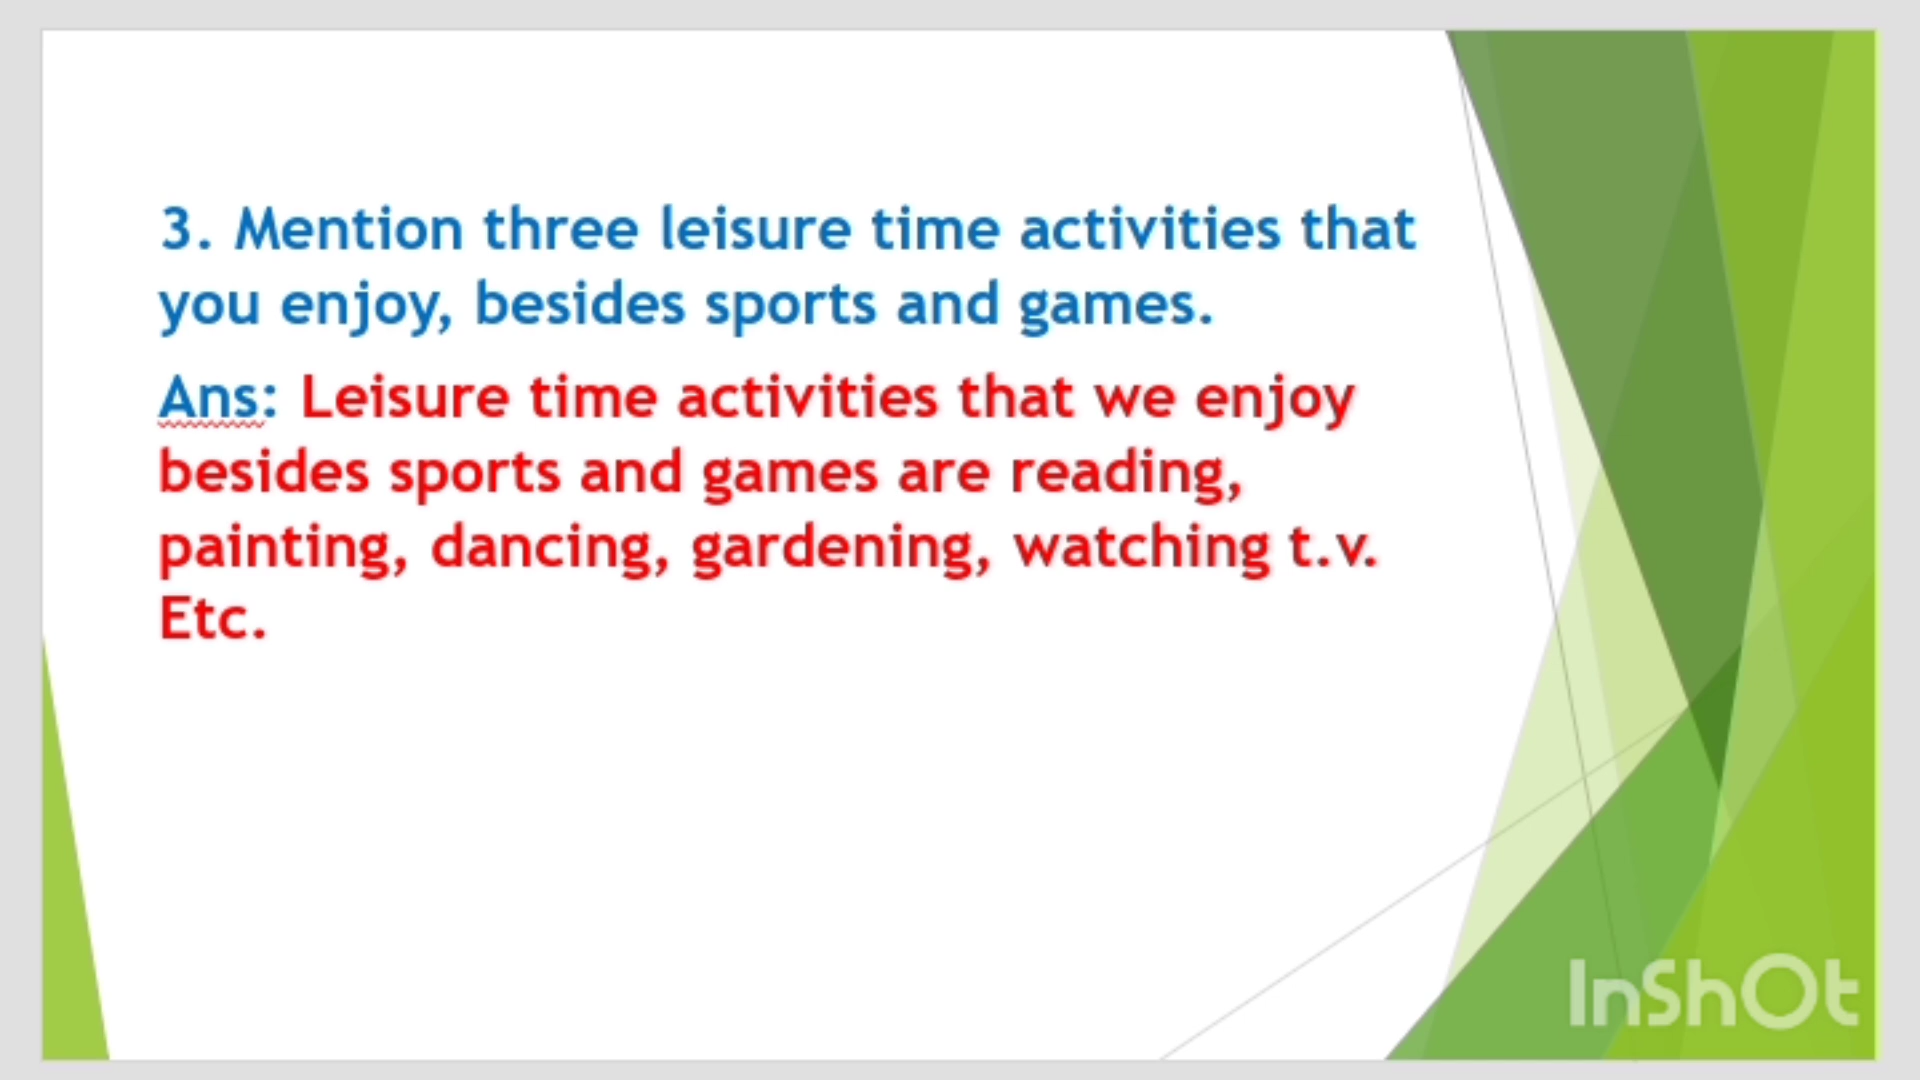 3. Mention three leisure time activities that
you enjoy, besides sports and games.
Ans: Leisure time activities that we enjoy
besides sports and games are reading,
painting, dancing, gardening, watching t.v.
Etc.
InShOt